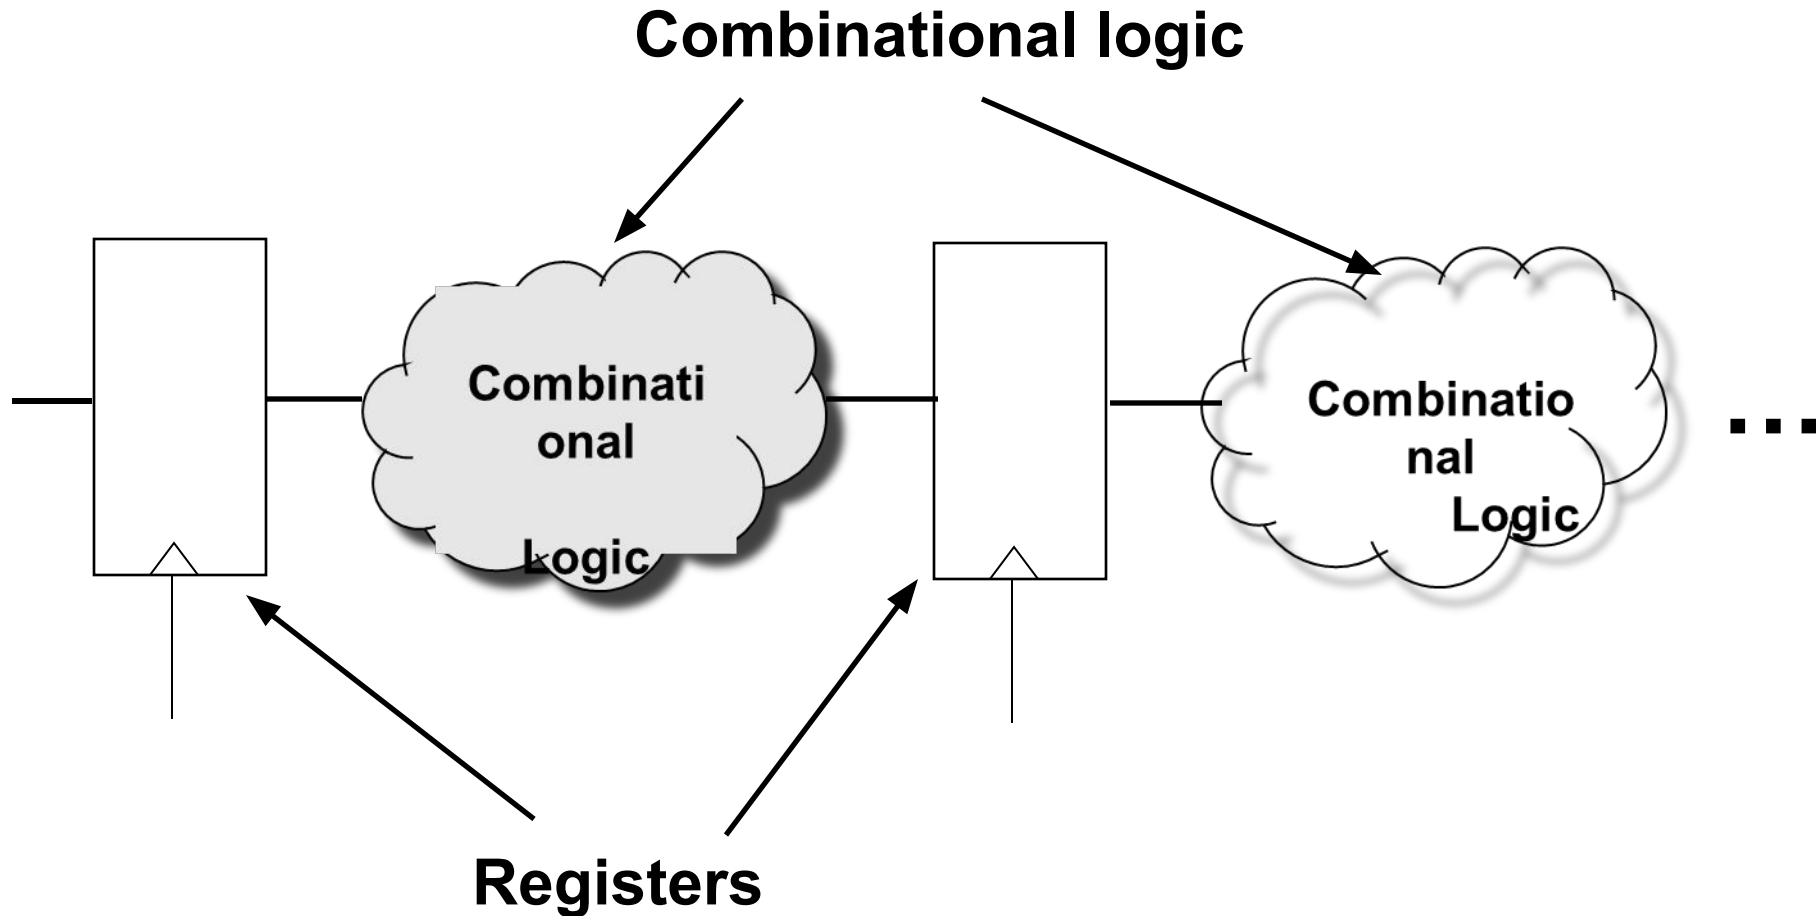 Combinational logic
Combinati
onal
Logic
Combinatio
nal
Logic
...
Registers